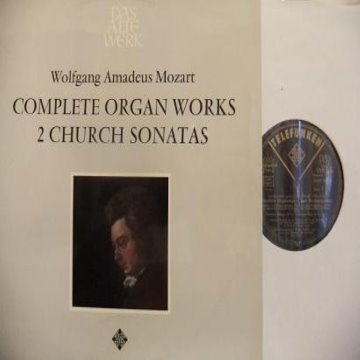 DAS
ALTE
WERK
Wolfgang Amadeus Mozart
COMPLETE ORGAN WORKS
2 CHURCH SONATAS
TELEFUNKEN